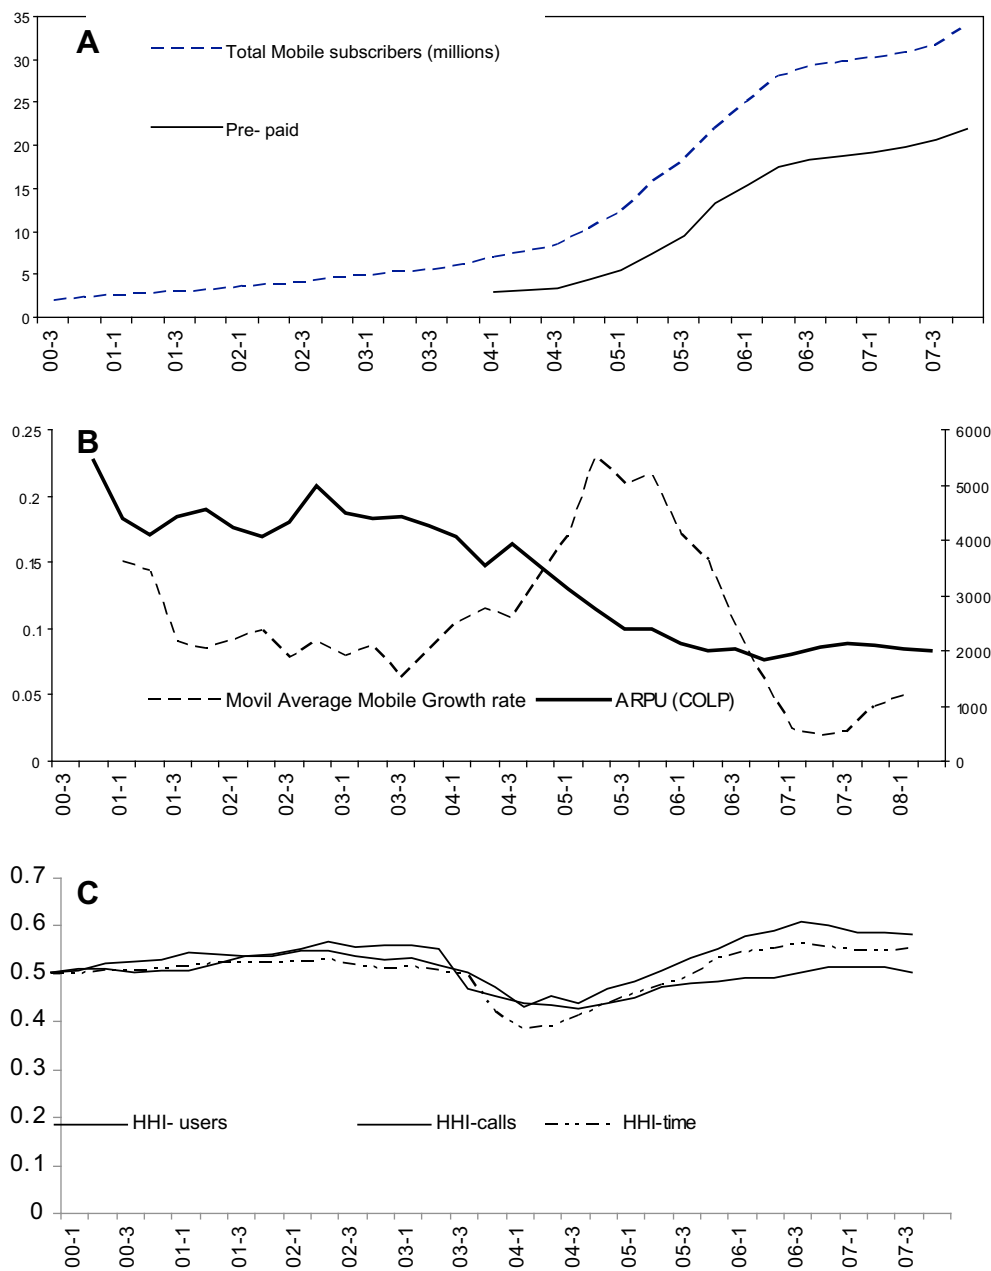 A
35
30
25
20
15
10
5
0
Total Mobile subscribers (millions)
Pre- paid
00-3 01-1 01-3 02-1 02-3 03-1 03-3 04-1 04-3 05-1 05-3 06-1 06-3 07-1 07-3
B
0.25
0.2
0.15
0.1
0.05
0
6000
5000
4000
3000
2000
1000
0
Movil Average Mobile Growth rate ARPU (COLP)
00-3 01-1 01-3 02-1 02-3 03-1 03-3 04-1 04-3 05-1 05-3 06-1 06-3 07-1 07-3 08-1
C
0.7
0.6
0.5
0.4
0.3
0.2
0.1
0
HHI- users HHI-calls HHI-time
00-1 00-3 01-1 01-3 02-1 02-3 03-1 03-3 04-1 04-3 05-1 05-3 06-1 06-3 07-1 07-3